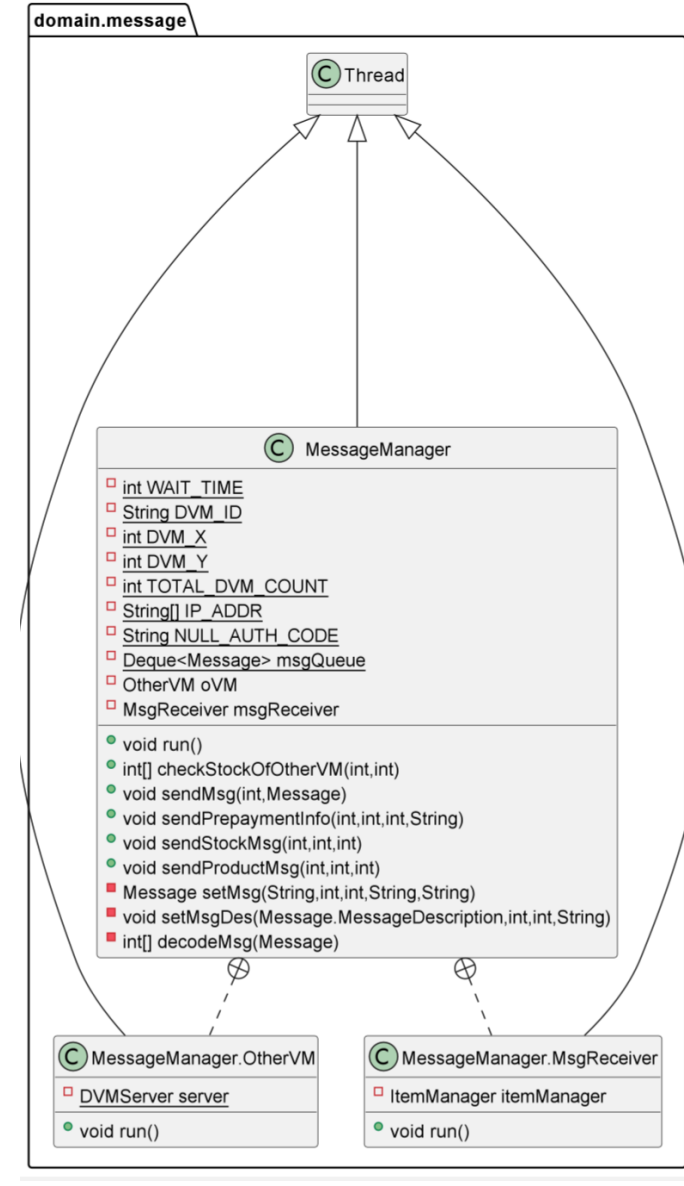 domain.message
C Thread
C MessageManager
int WAIT_TIME
String DVM_ID
int DVM_X
int DVM_Y
int TOTAL_DVM_COUNT
String[] IP_ADDR
String NULL_AUTH_CODE
Deque<Message> msgQueue
OtherVM oVM
MsgReceiver msgReceiver
void run()
int[] checkStockOfOtherVM(int,int)
void sendMsg(int,Message)
void sendPrepaymentInfo(int,int,int,String)
void sendStockMsg(int,int,int)
void sendProductMsg(int,int,int)
Message setMsg(String,int,int,String,String)
void setMsgDes(Message.MessageDescription,int,int,String)
int[] decodeMsg(Message)
C MessageManager.OtherVM
DVMServer server
void run()
C MessageManager.MsgReceiver
ItemManager itemManager
void run()